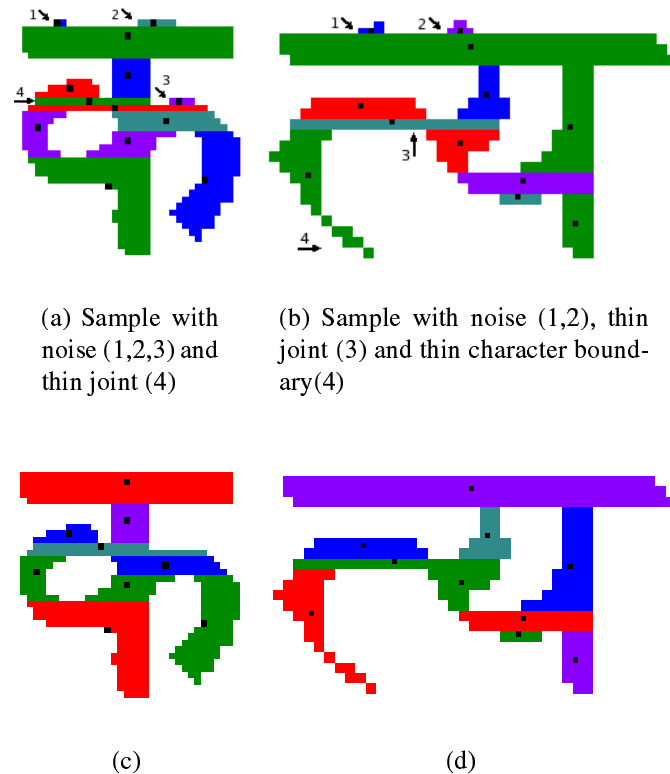 1 2
3
4
1 2
3
4
(a) Sample with
noise (1,2,3) and
thin joint (4)
(b) Sample with noise (1,2), thin
joint (3) and thin character bound-
ary(4)
(c)
(d)